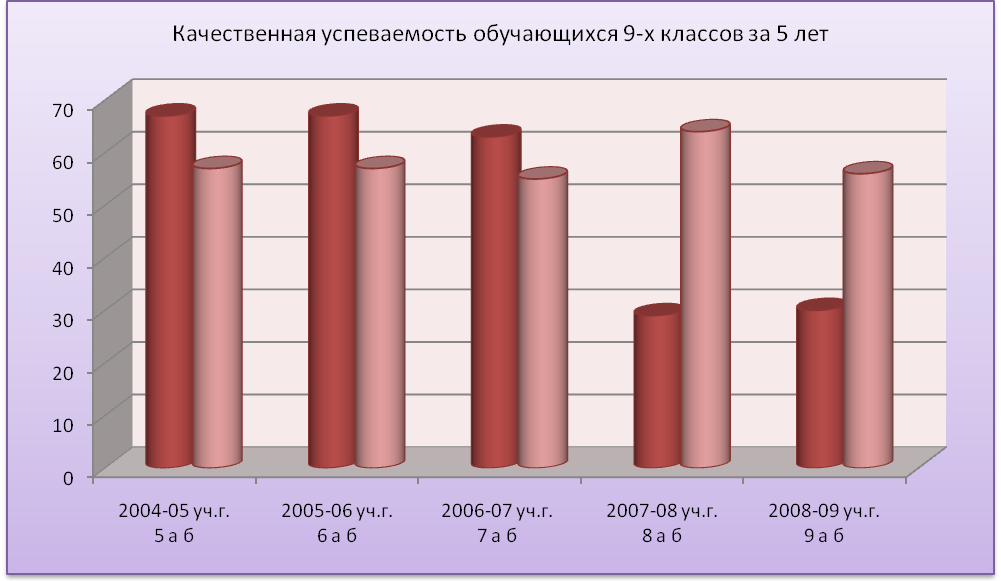 Качественная успеваемость обучающихся 9-х классов за 5 лет
70
60
50
40
30
20
10
0
2004-05 уч.г. 2005-06 уч.г. 2006-07 уч.г. 2007-08 уч.г. 2008-09 уч.г.
5 а б 6 а б 7 а б 8 а б 9 а б